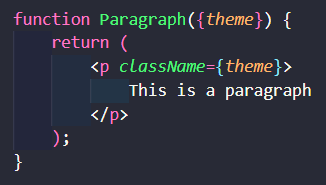 function Paragraph({theme}) {
    return (
        <p className={theme}>
            This is a paragraph
        </p>
    );
}